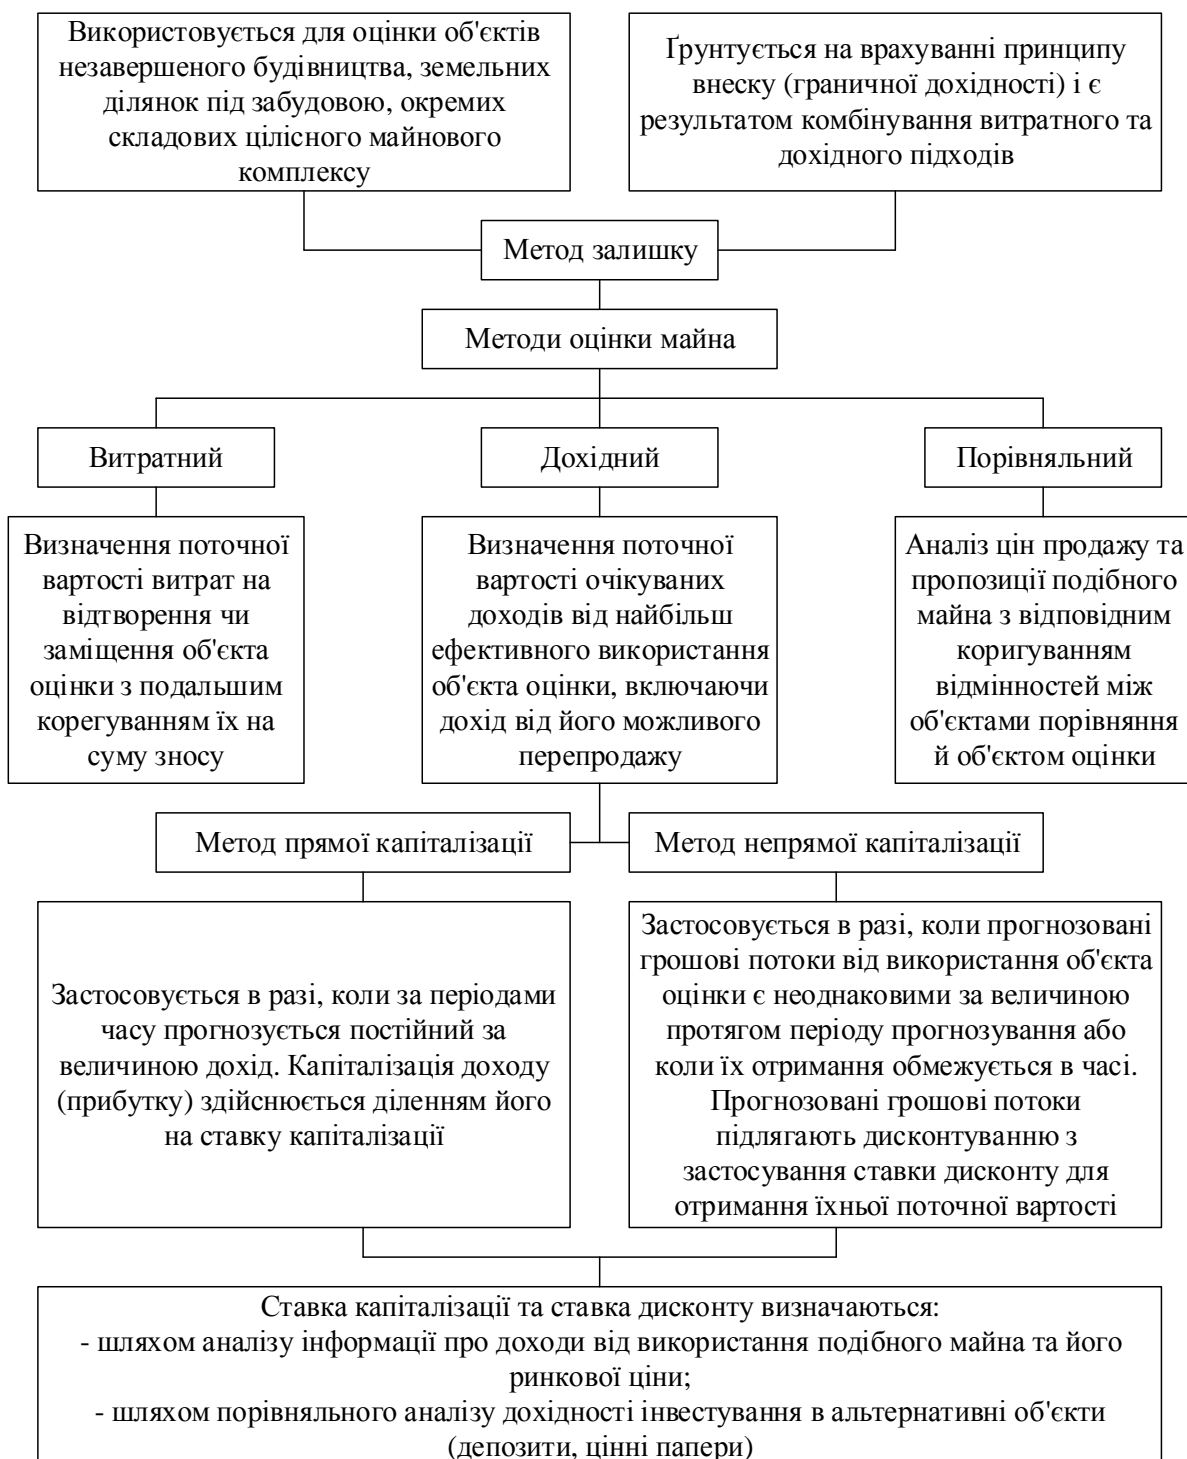 Використовується для оцінки об'єктів
незавершеного будівництва, земельних
ділянок під забудовою, окремих
складових цілісного майнового
комплексу
Ґрунтується на врахуванні принципу
внеску (граничної дохідності) і є
результатом комбінування витратного та
дохідного підходів
Метод залишку
Методи оцінки майна
Витратний
Дохідний
Порівняльний
Визначення поточної
вартості витрат на
відтворення чи
заміщення об'єкта
оцінки з подальшим
корегуванням їх на
суму зносу
Визначення поточної
вартості очікуваних
доходів від найбільш
ефективного використання
об'єкта оцінки, включаючи
дохід від його можливого
перепродажу
Аналіз цін продажу та
пропозиції подібного
майна з відповідним
коригуванням
відмінностей між
об'єктами порівняння
й об'єктом оцінки
Метод прямої капіталізації
Метод непрямої капіталізації
Застосовується в разі, коли за періодами
часу прогнозується постійний за
величиною дохід. Капіталізація доходу
(прибутку) здійснюється діленням його
на ставку капіталізації
Застосовується в разі, коли прогнозовані
грошові потоки від використання об'єкта
оцінки є неоднаковими за величиною
протягом періоду прогнозування або
коли їх отримання обмежується в часі.
Прогнозовані грошові потоки
підлягають дисконтуванню з
застосування ставки дисконту для
отримання їхньої поточної вартості
Ставка капіталізації та ставка дисконту визначаються:
- шляхом аналізу інформації про доходи від використання подібного майна та його
ринкової ціни;
- шляхом порівняльного аналізу дохідності інвестування в альтернативні об'єкти
(депозити, цінні папери)